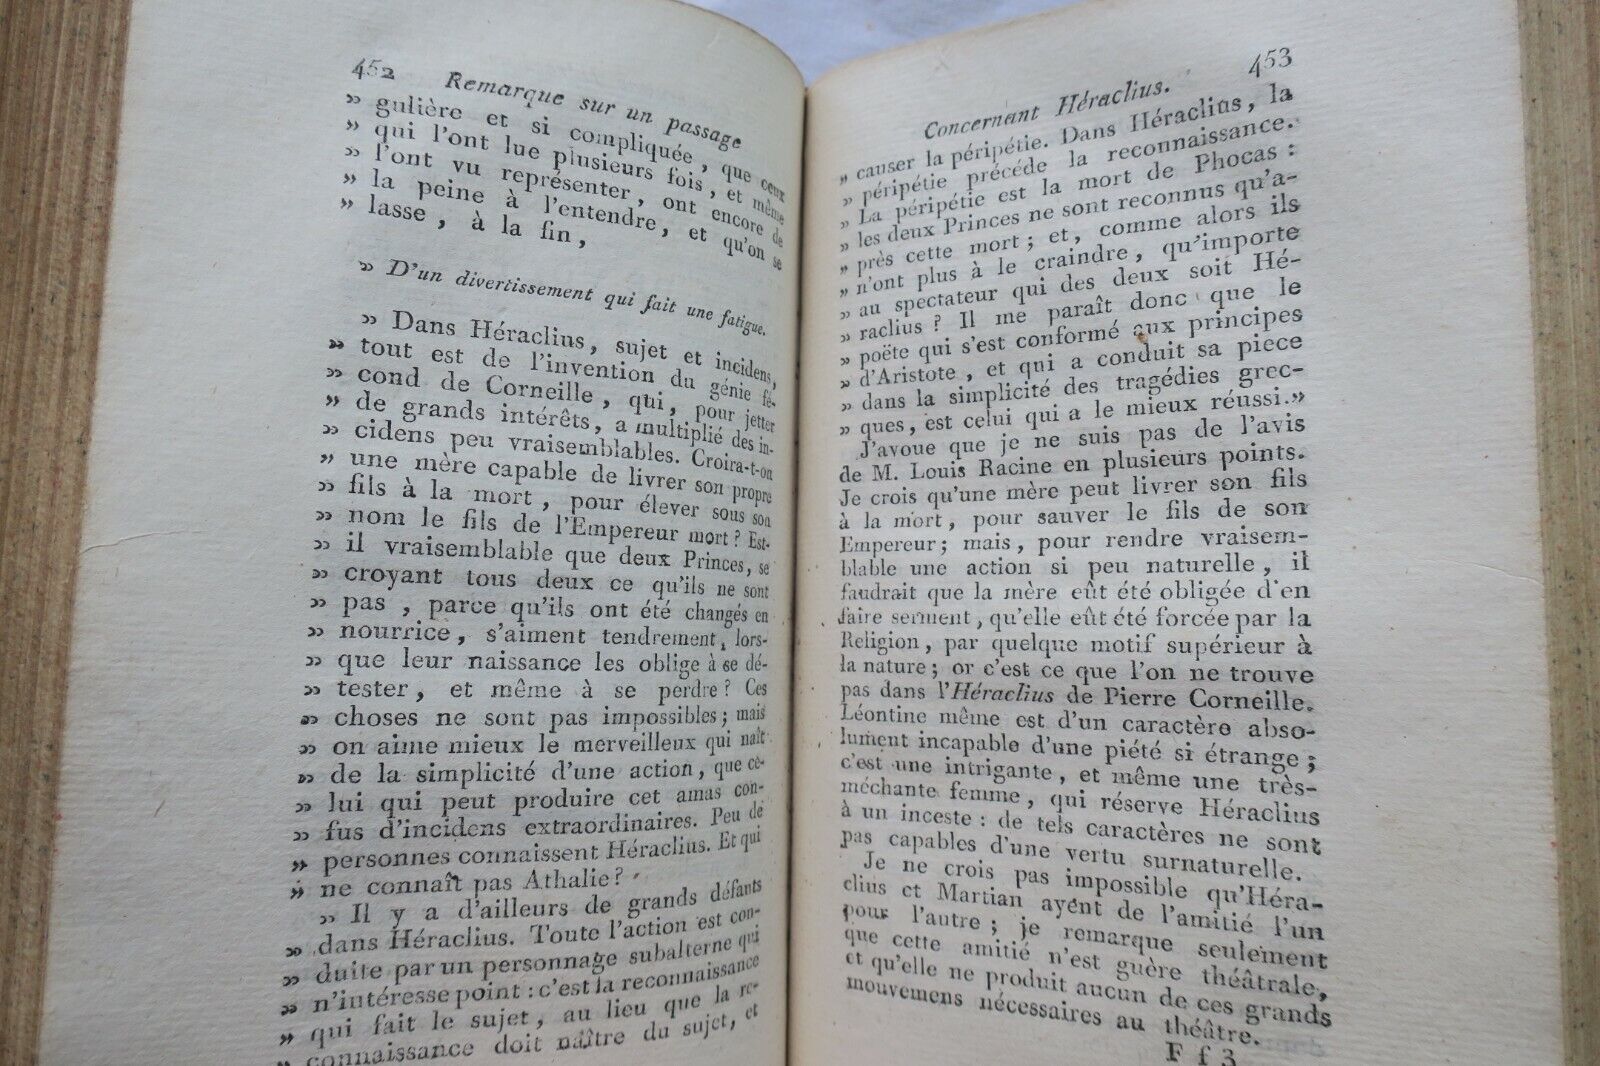 452 Remarque sur un passage
» gulière et si compliquée, que ceux
» qui l'ont lue plusieurs fois, et même
» l'ont vu représenter, ont encore de
» la peine à l'entendre, et qu'on se
» lasse, à la fin,
» D'un divertissement qui fait une fatigue.
» Dans Héraclius, sujet et incidens,
» tout est de l'invention du génie fé-
» cond de Corneille, qui, pour jetter
» de grands intérêts, a multiplié des in-
» cidens peu vraisemblables. Croira-t-on
» une mère capable de livrer son propre
» fils à la mort, pour élever sous son
» nom le fils de l'Empereur mort? Est-
» il vraisemblable que deux Princes, se
» croyant tous deux ce qu'ils ne sont
» pas, parce qu'ils ont été changés en
» nourrice, s'aiment tendrement, lors-
» que leur naissance les oblige à se dé-
» tester, et même à se perdre? Ces
» choses ne sont pas impossibles; mais
» on aime mieux le merveilleux qui naît
» de la simplicité d'une action, que ce-
» lui qui peut produire cet amas con-
» fus d'incidens extraordinaires. Peu de
» personnes connaissent Héraclius. Et qui
» ne connaît pas Athalie?
» Il y a d'ailleurs de grands défauts
» dans Héraclius. Toute l'action est con-
» duite par un personnage subalterne qui
» n'intéresse point: c'est la reconnaissance
» qui fait le sujet, au lieu que la re-
» connaissance doit naître du sujet, et
Concernant Héraclius. 453
» causer la péripétie. Dans Héraclius, la
» péripétie précède la reconnaissance.
» La péripétie est la mort de Phocas:
» les deux Princes ne sont reconnus qu'a-
» près cette mort; et, comme alors ils
» n'ont plus à le craindre, qu'importe
» au spectateur qui des deux soit Hé-
» raclius? Il me paraît donc que le
» poëte qui s'est conformé aux principes
» d'Aristote, et qui a conduit sa piece
» dans la simplicité des tragédies grec-
» ques, est celui qui a le mieux réussi.»
J'avoue que je ne suis pas de l'avis
de M. Louis Racine en plusieurs points.
Je crois qu'une mère peut livrer son fils
à la mort, pour sauver le fils de son
Empereur; mais, pour rendre vraisem-
blable une action si peu naturelle, il
faudrait que la mère eût été obligée d'en
faire serment, qu'elle eût été forcée par la
Religion, par quelque motif supérieur à
la nature; or c'est ce que l'on ne trouve
pas dans l'Héraclius de Pierre Corneille.
Léontine même est d'un caractère abso-
lument incapable d'une piété si étrange;
c'est une intrigante, et même une très-
méchante femme, qui réserve Héraclius
à un inceste: de tels caractères ne sont
pas capables d'une vertu surnaturelle.
Je ne crois pas impossible qu'Héra-
clius et Martian ayent de l'amitié l'un
pour l'autre; je remarque seulement
que cette amitié n'est guère théâtrale,
et qu'elle ne produit aucun de ces grands
mouvemens nécessaires au théâtre.
F f 3